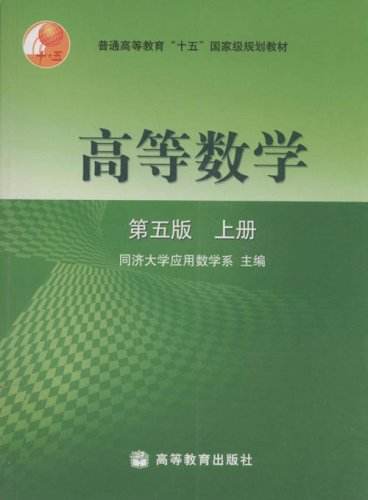 普通高等教育“十五”国家级规划教材
十·五
高等数学
第五版 上册
同济大学应用数学系 主编
高等教育出版社